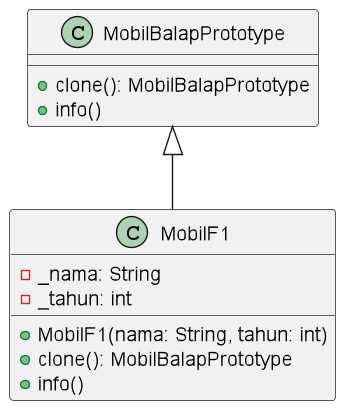 C MobilBalapPrototype
clone(): MobilBalapPrototype
info()
C MobilF1
_nama: String
_tahun: int
MobilF1(nama: String, tahun: int)
clone(): MobilBalapPrototype
info()